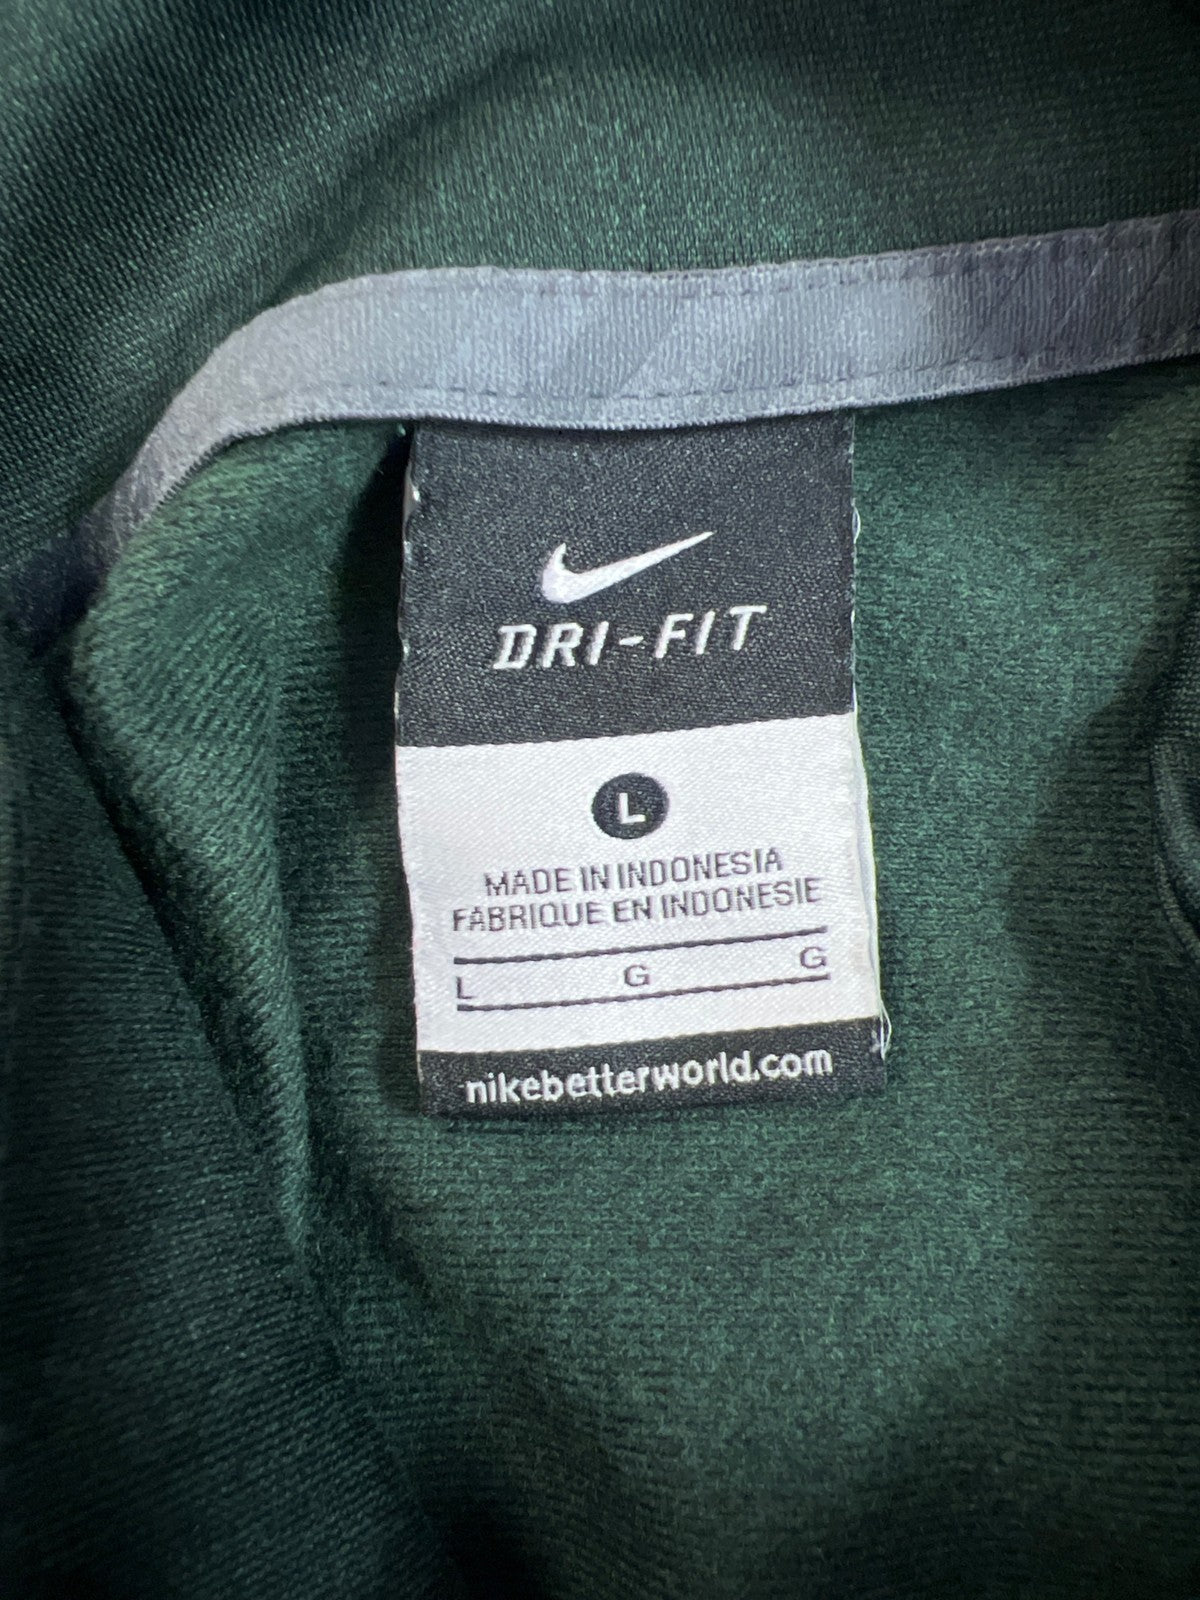 DRI-FIT
L
MADE IN INDONESIA
FABRIQUE EN INDONESIE
L G G
nikebetterworld.com